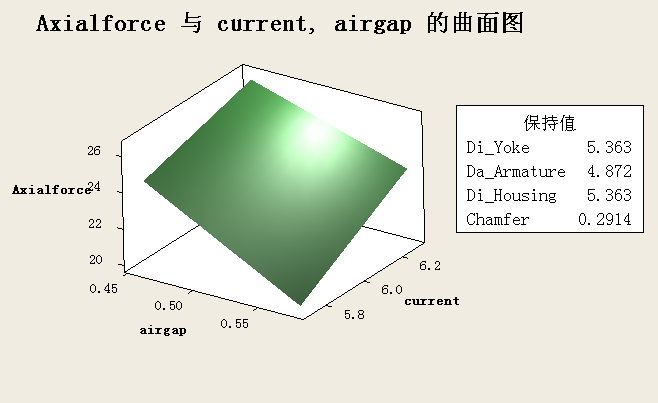 Axialforce 与 current, airgap 的曲面图
保持值
Di_Yoke 5.363
Da_Armature 4.872
Di_Housing 5.363
Chamfer 0.2914
26
Axialforce
24
22
20
0.45
0.50
0.55
airgap
5.8
6.0
6.2
current